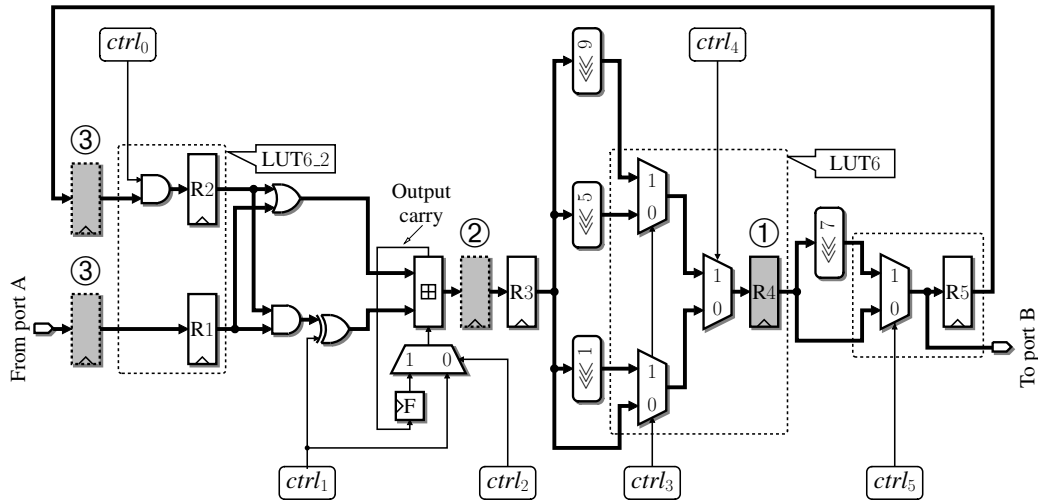 ctrl0
ctrl4
<<< 9
3
LUT6_2
LUT6
R2
Output
carry
<<< 5
1
0
2
1
<<< 7
3
⊞
R3
1
0
R4
1
0
R5
From port A
R1
To port B
1 0
F
<<< 1
1
0
ctrl1
ctrl2
ctrl3
ctrl5